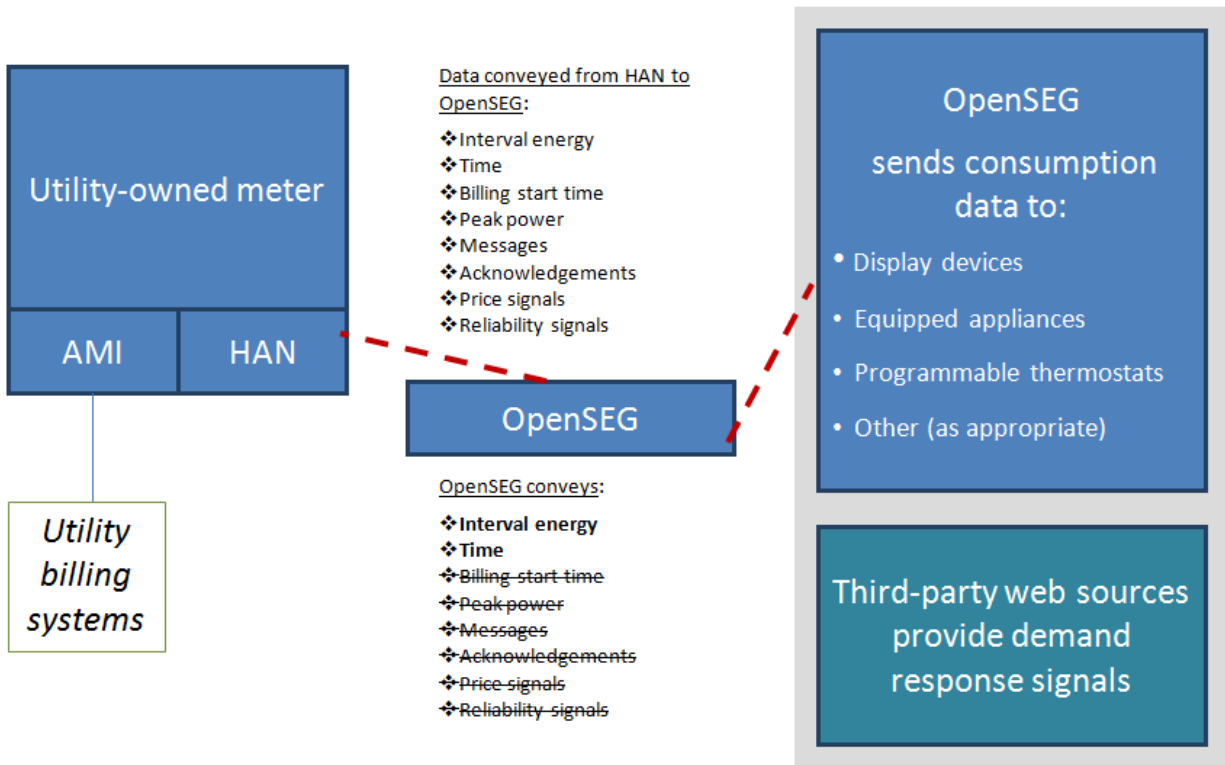 Utility-owned meter
AMI
HAN
Utility
billing
systems
Data conveyed from HAN to
OpenSEG:
❖Interval energy
❖Time
❖Billing start time
❖Peak power
❖Messages
❖Acknowledgements
❖Price signals
❖Reliability signals
OpenSEG
OpenSEG conveys:
❖Interval energy
❖Time
❖Billing start time
❖Peak power
❖Messages
❖Acknowledgements
❖Price signals
❖Reliability signals
OpenSEG
sends consumption
data to:
• Display devices
• Equipped appliances
• Programmable thermostats
• Other (as appropriate)
Third-party web sources
provide demand
response signals